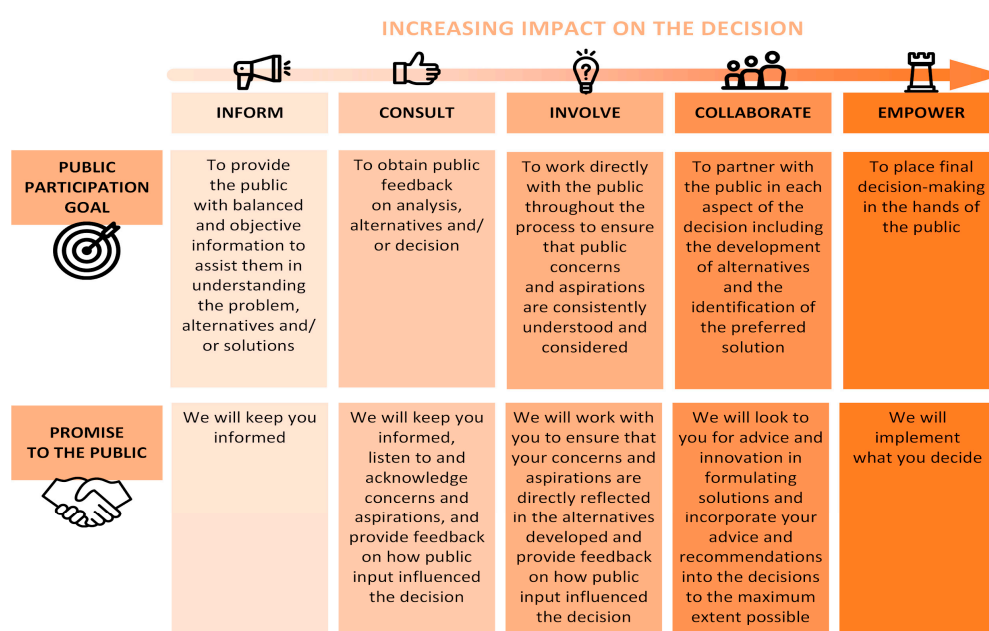 INCREASING IMPACT ON THE DECISION
INFORM
CONSULT
INVOLVE
COLLABORATE
EMPOWER
PUBLIC
PARTICIPATION
GOAL
To provide
the public
with balanced
and objective
information to
assist them in
understanding
the problem,
alternatives and/
or solutions
To obtain public
feedback
on analysis,
alternatives and/
or decision
To work directly
with the public
throughout the
process to ensure
that public
concerns
and aspirations
are consistently
understood and
considered
To partner with
the public in each
aspect of the
decision including
the development
of alternatives
and the
identification of
the preferred
solution
To place final
decision-making
in the hands of
the public
PROMISE
TO THE PUBLIC
We will keep you
informed
We will keep you
informed,
listen to and
acknowledge
concerns and
aspirations, and
provide feedback
on how public
input influenced
the decision
We will work with
you to ensure that
your concerns and
aspirations are
directly reflected
in the alternatives
developed and
provide feedback
on how public
input influenced
the decision
We will look to
you for advice and
innovation in
formulating
solutions and
incorporate your
advice and
recommendations
into the decisions
to the maximum
extent possible
We will
implement
what you decide
?